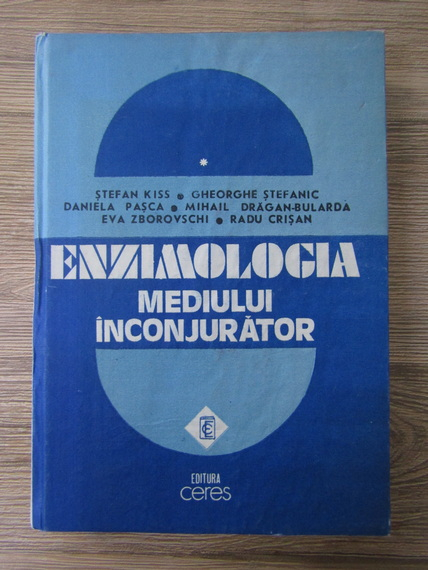 *
ȘTEFAN KISS • GHEORGHE ȘTEFANIC
DANIELA PAȘCA • MIHAIL DRĂGAN-BULARDA
EVA ZBOROVSCHI • RADU CRIȘAN
ENZIMOLOGIA
MEDIULUI
ÎNCONJURĂTOR
EDITURA
ceres